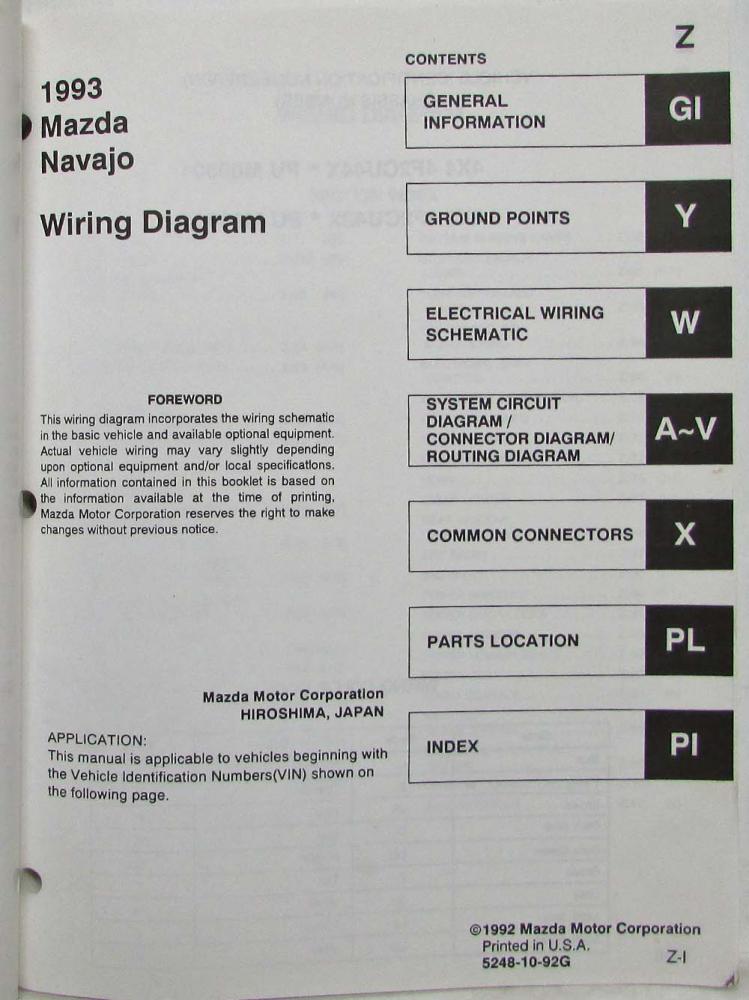 Z
1993
Mazda
Navajo
Wiring Diagram
FOREWORD
This wiring diagram incorporates the wiring schematic
in the basic vehicle and available optional equipment.
Actual vehicle wiring may vary slightly depending
upon optional equipment and/or local specifications.
All information contained in this booklet is based on
the information available at the time of printing,
Mazda Motor Corporation reserves the right to make
changes without previous notice.
Mazda Motor Corporation
HIROSHIMA, JAPAN
APPLICATION:
This manual is applicable to vehicles beginning with
the Vehicle Identification Numbers(VIN) shown on
the following page.
CONTENTS
GENERAL
INFORMATION
GI
GROUND POINTS
Y
ELECTRICAL WIRING
SCHEMATIC
W
SYSTEM CIRCUIT
DIAGRAM /
CONNECTOR DIAGRAM/
ROUTING DIAGRAM
A~V
COMMON CONNECTORS
X
PARTS LOCATION
PL
INDEX
PI
©1992 Mazda Motor Corporation
Printed in U.S.A.
5248-10-92G
Z-I